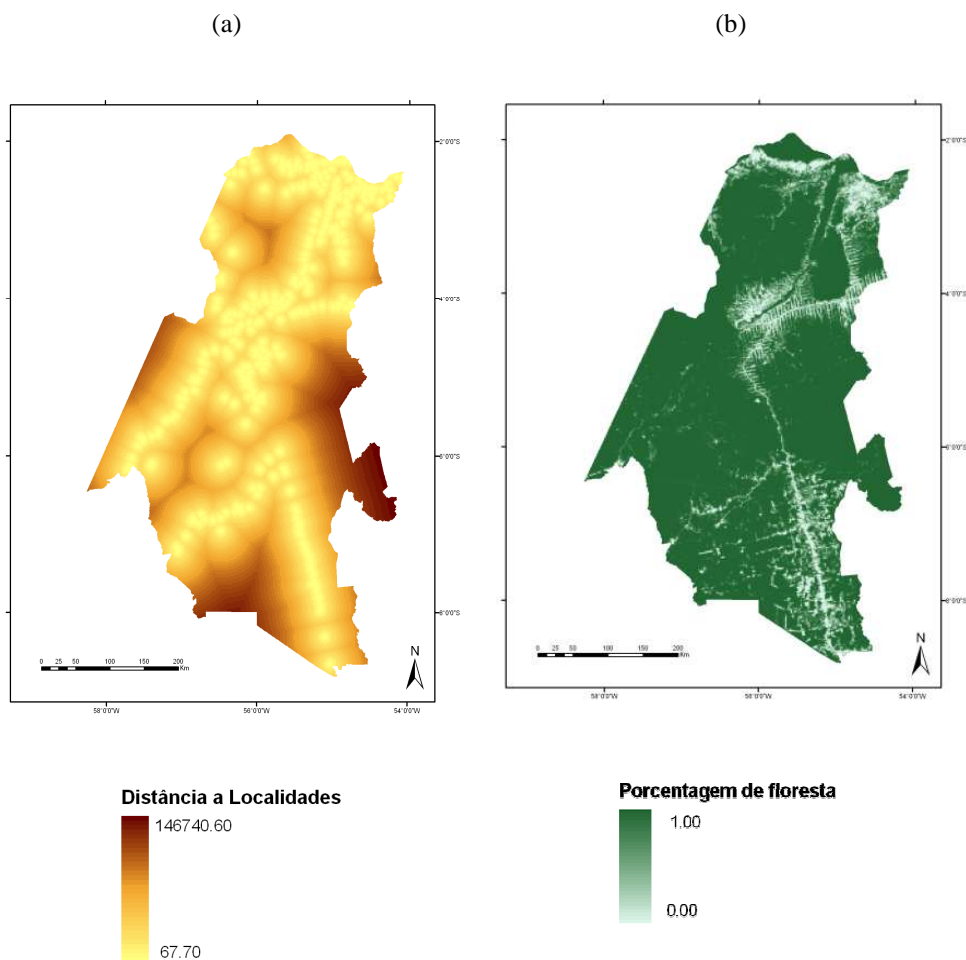 (a)
(b)
2°0'0"S
4°0'0"S
6°0'0"S
8°0'0"S
N
0 25 50 100 150 200
Km
58°0'0"W 56°0'0"W 54°0'0"W
2°0'0"S
4°0'0"S
6°0'0"S
8°0'0"S
N
0 25 50 100 150 200
Km
58°0'0"W 56°0'0"W 54°0'0"W
Distância a Localidades
146740.60
67.70
Porcentagem de floresta
1.00
0.00